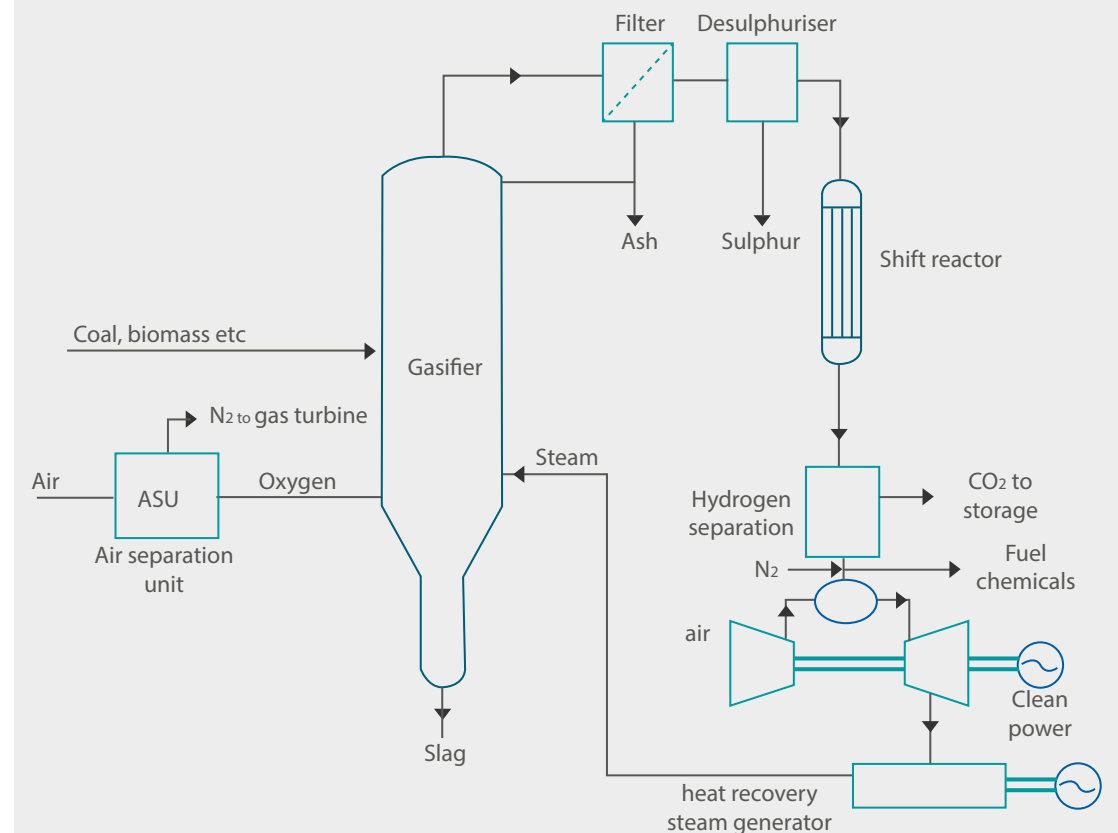 Filter
Desulphuriser
Ash
Sulphur
Shift reactor
Coal, biomass etc
Gasifier
N2 to gas turbine
Air
ASU
Oxygen
Steam
Air separation
unit
Hydrogen
separation
CO2 to
storage
N2
Fuel
chemicals
air
Clean
power
Slag
heat recovery
steam generator